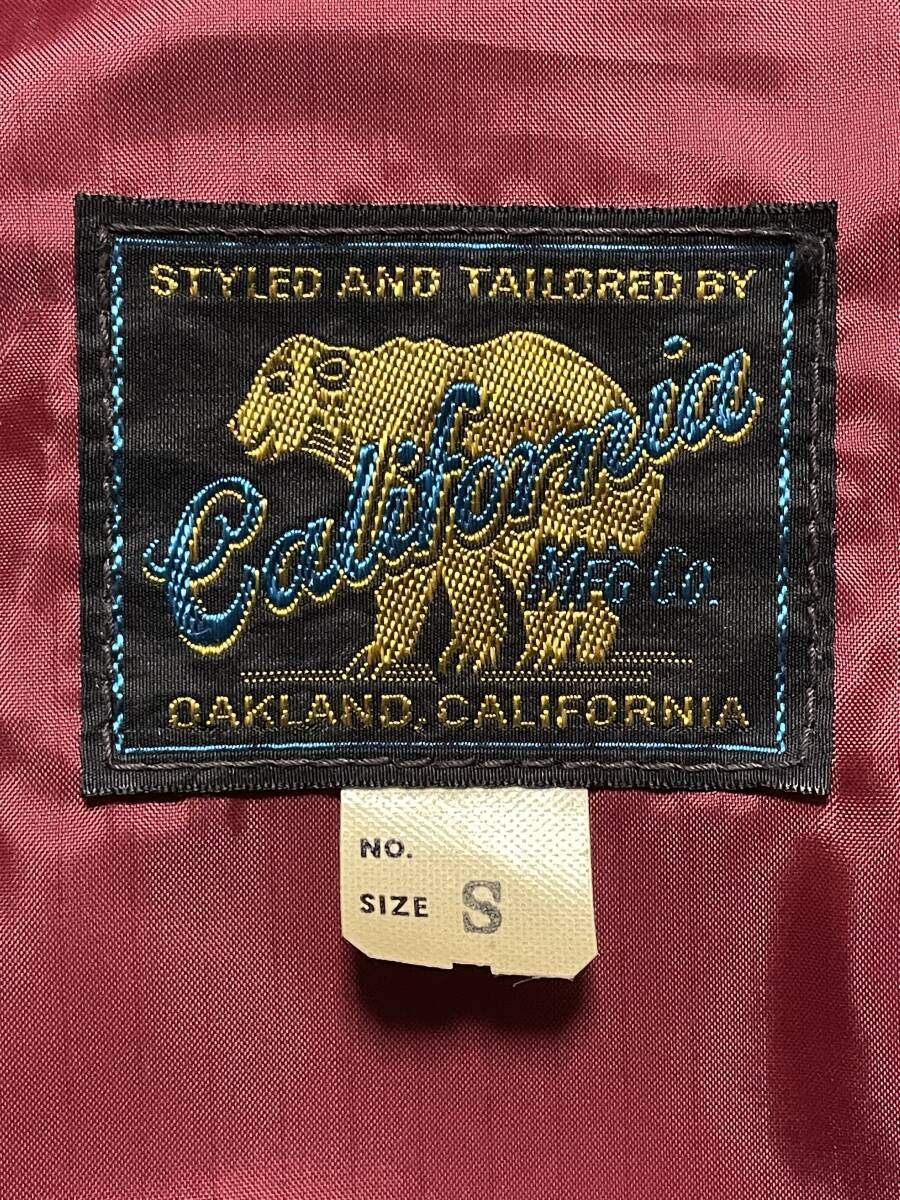 STYLED AND TAILORED BY
California
MFG CO.
OAKLAND, CALIFORNIA
NO.
SIZE S